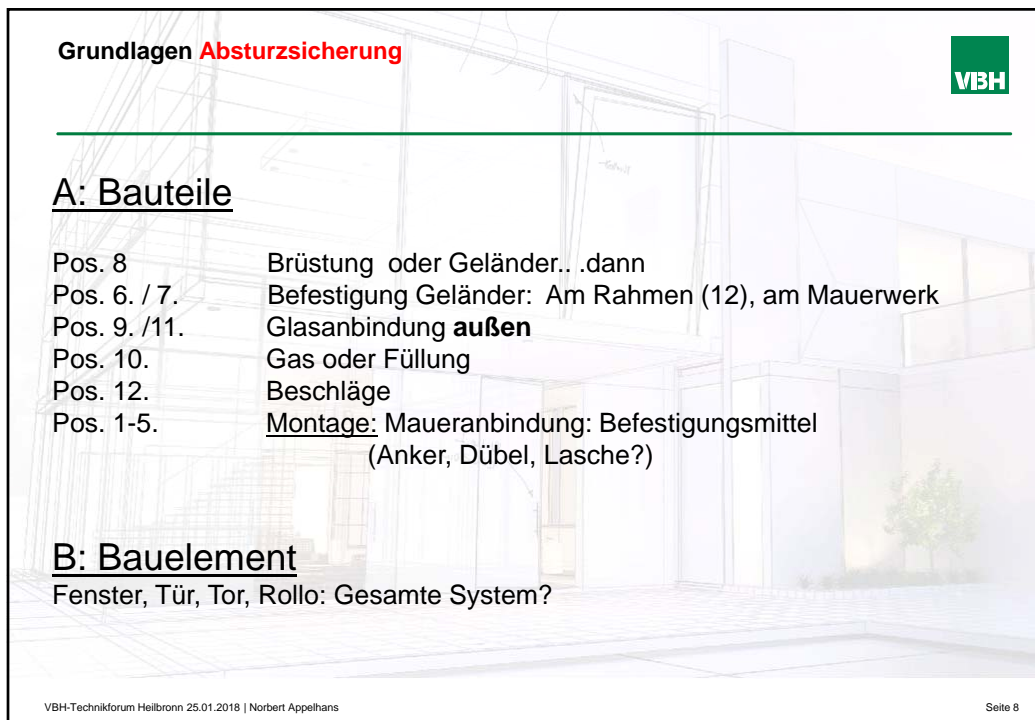 Grundlagen Absturzsicherung
VBH
A: Bauteile
Pos. 8 Brüstung oder Geländer.. .dann
Pos. 6. / 7. Befestigung Geländer: Am Rahmen (12), am Mauerwerk
Pos. 9. /11. Glasanbindung außen
Pos. 10. Gas oder Füllung
Pos. 12. Beschläge
Pos. 1-5. Montage: Maueranbindung: Befestigungsmittel
(Anker, Dübel, Lasche?)
B: Bauelement
Fenster, Tür, Tor, Rollo: Gesamte System?
VBH-Technikforum Heilbronn 25.01.2018 | Norbert Appelhans Seite 8